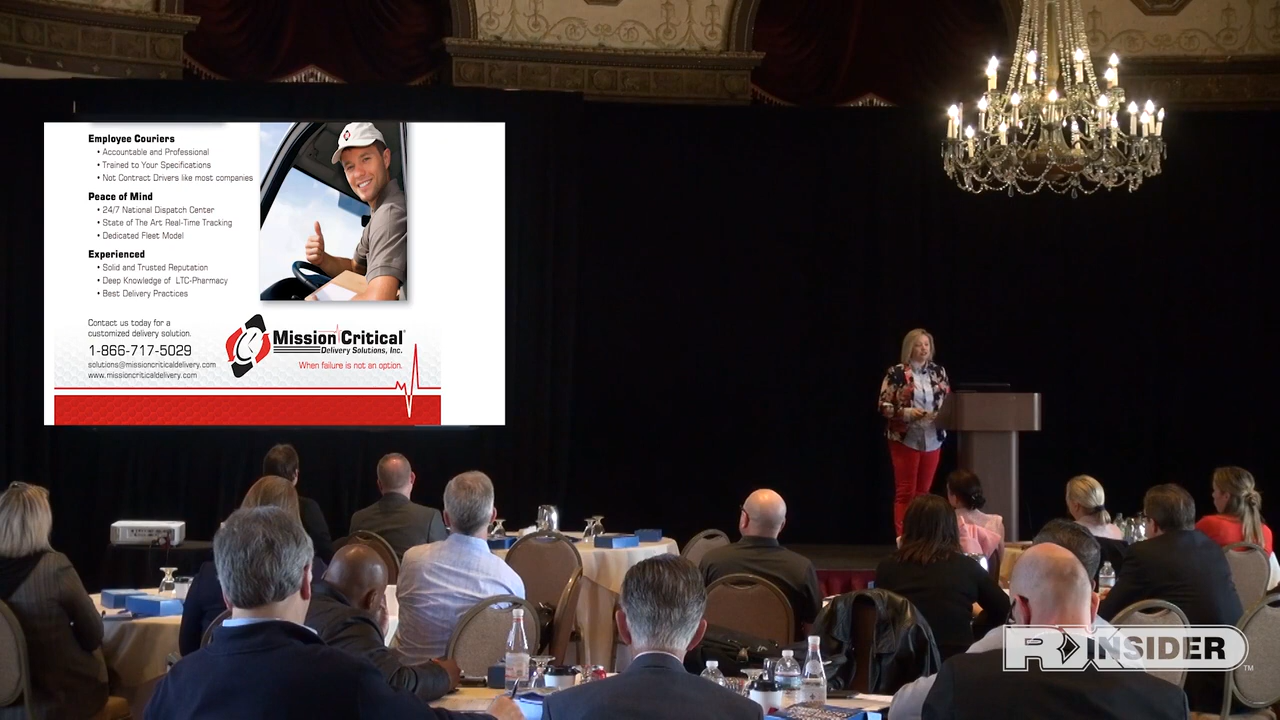 Employee Couriers
• Accountable and Professional
• Trained to Your Specifications
• Not Contract Drivers like most companies
Peace of Mind
• 24/7 National Dispatch Center
• State of The Art Real-Time Tracking
• Dedicated Fleet Model
Experienced
• Solid and Trusted Reputation
• Deep Knowledge of LTC-Pharmacy
• Best Delivery Practices
Contact us today for a
customized delivery solution.
1-866-717-5029
solutions@missioncriticaldelivery.com
www.missioncriticaldelivery.com
Mission Critical®
Delivery Solutions, Inc.
When failure is not an option.
RXINSIDER™